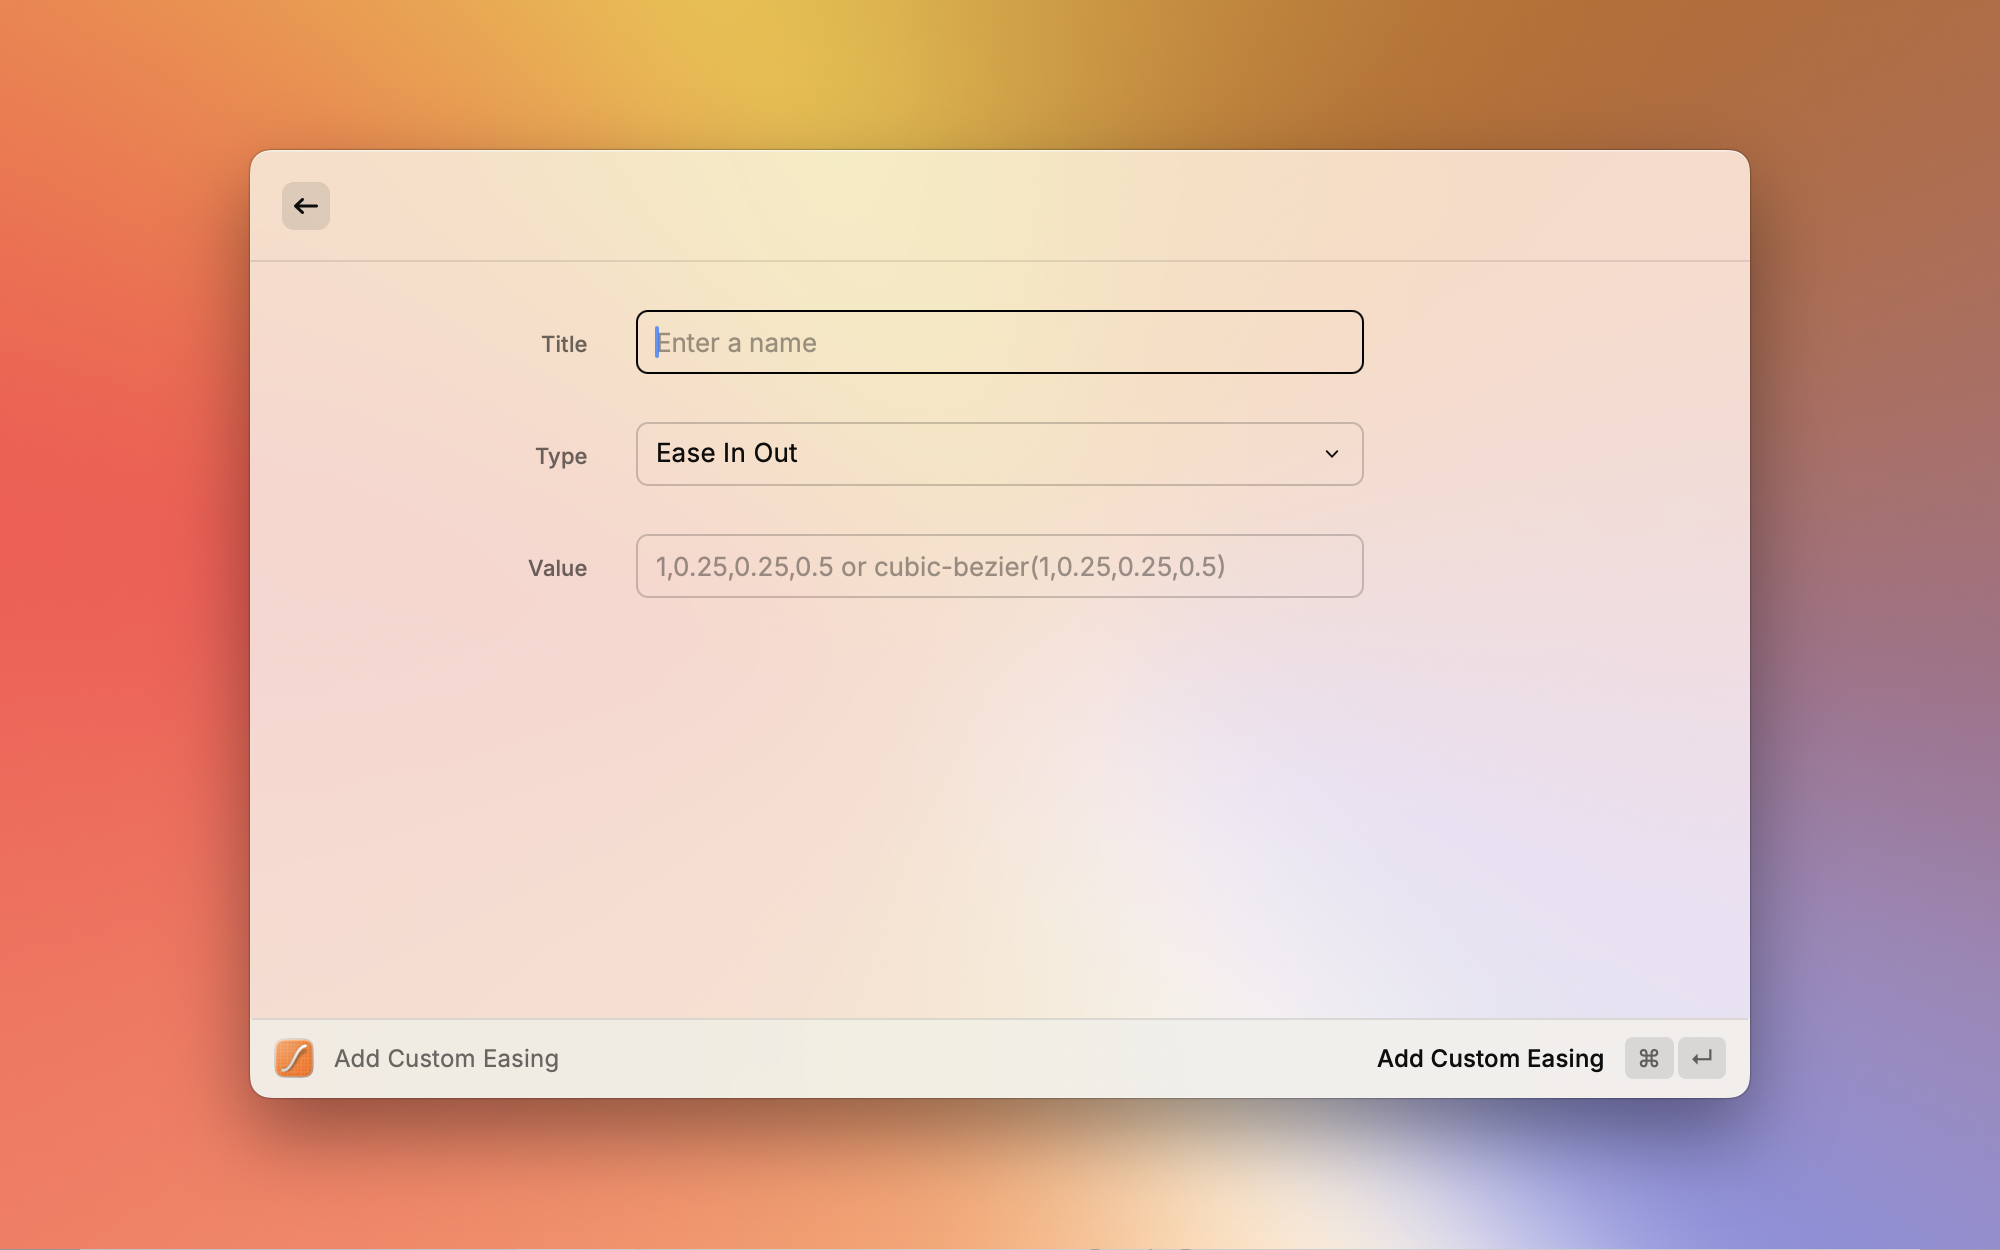 Title
Enter a name
Type
Ease In Out
Value
1,0.25,0.25,0.5 or cubic-bezier(1,0.25,0.25,0.5)
Add Custom Easing
Add Custom Easing ⌘ ↵